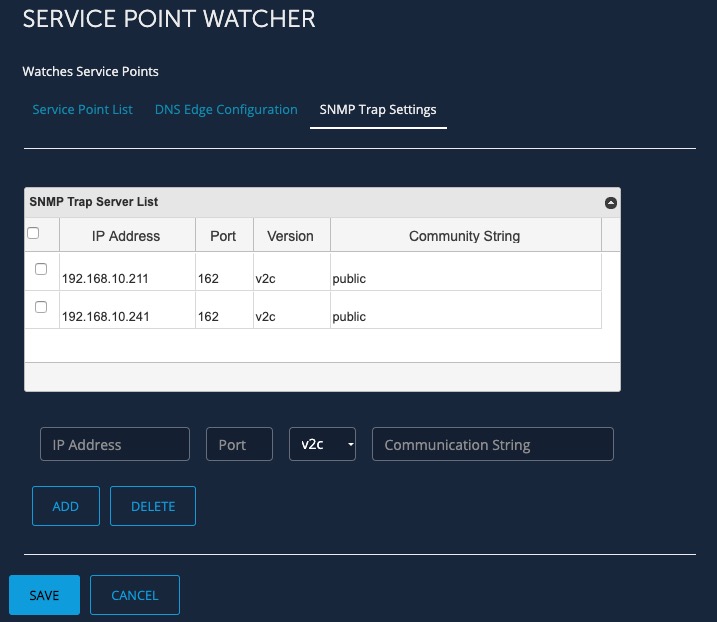 SERVICE POINT WATCHER
Watches Service Points
Service Point List DNS Edge Configuration SNMP Trap Settings
SNMP Trap Server List
IP Address Port Version Community String
192.168.10.211 162 v2c public
192.168.10.241 162 v2c public
IP Address Port v2c Communication String
ADD DELETE
SAVE CANCEL